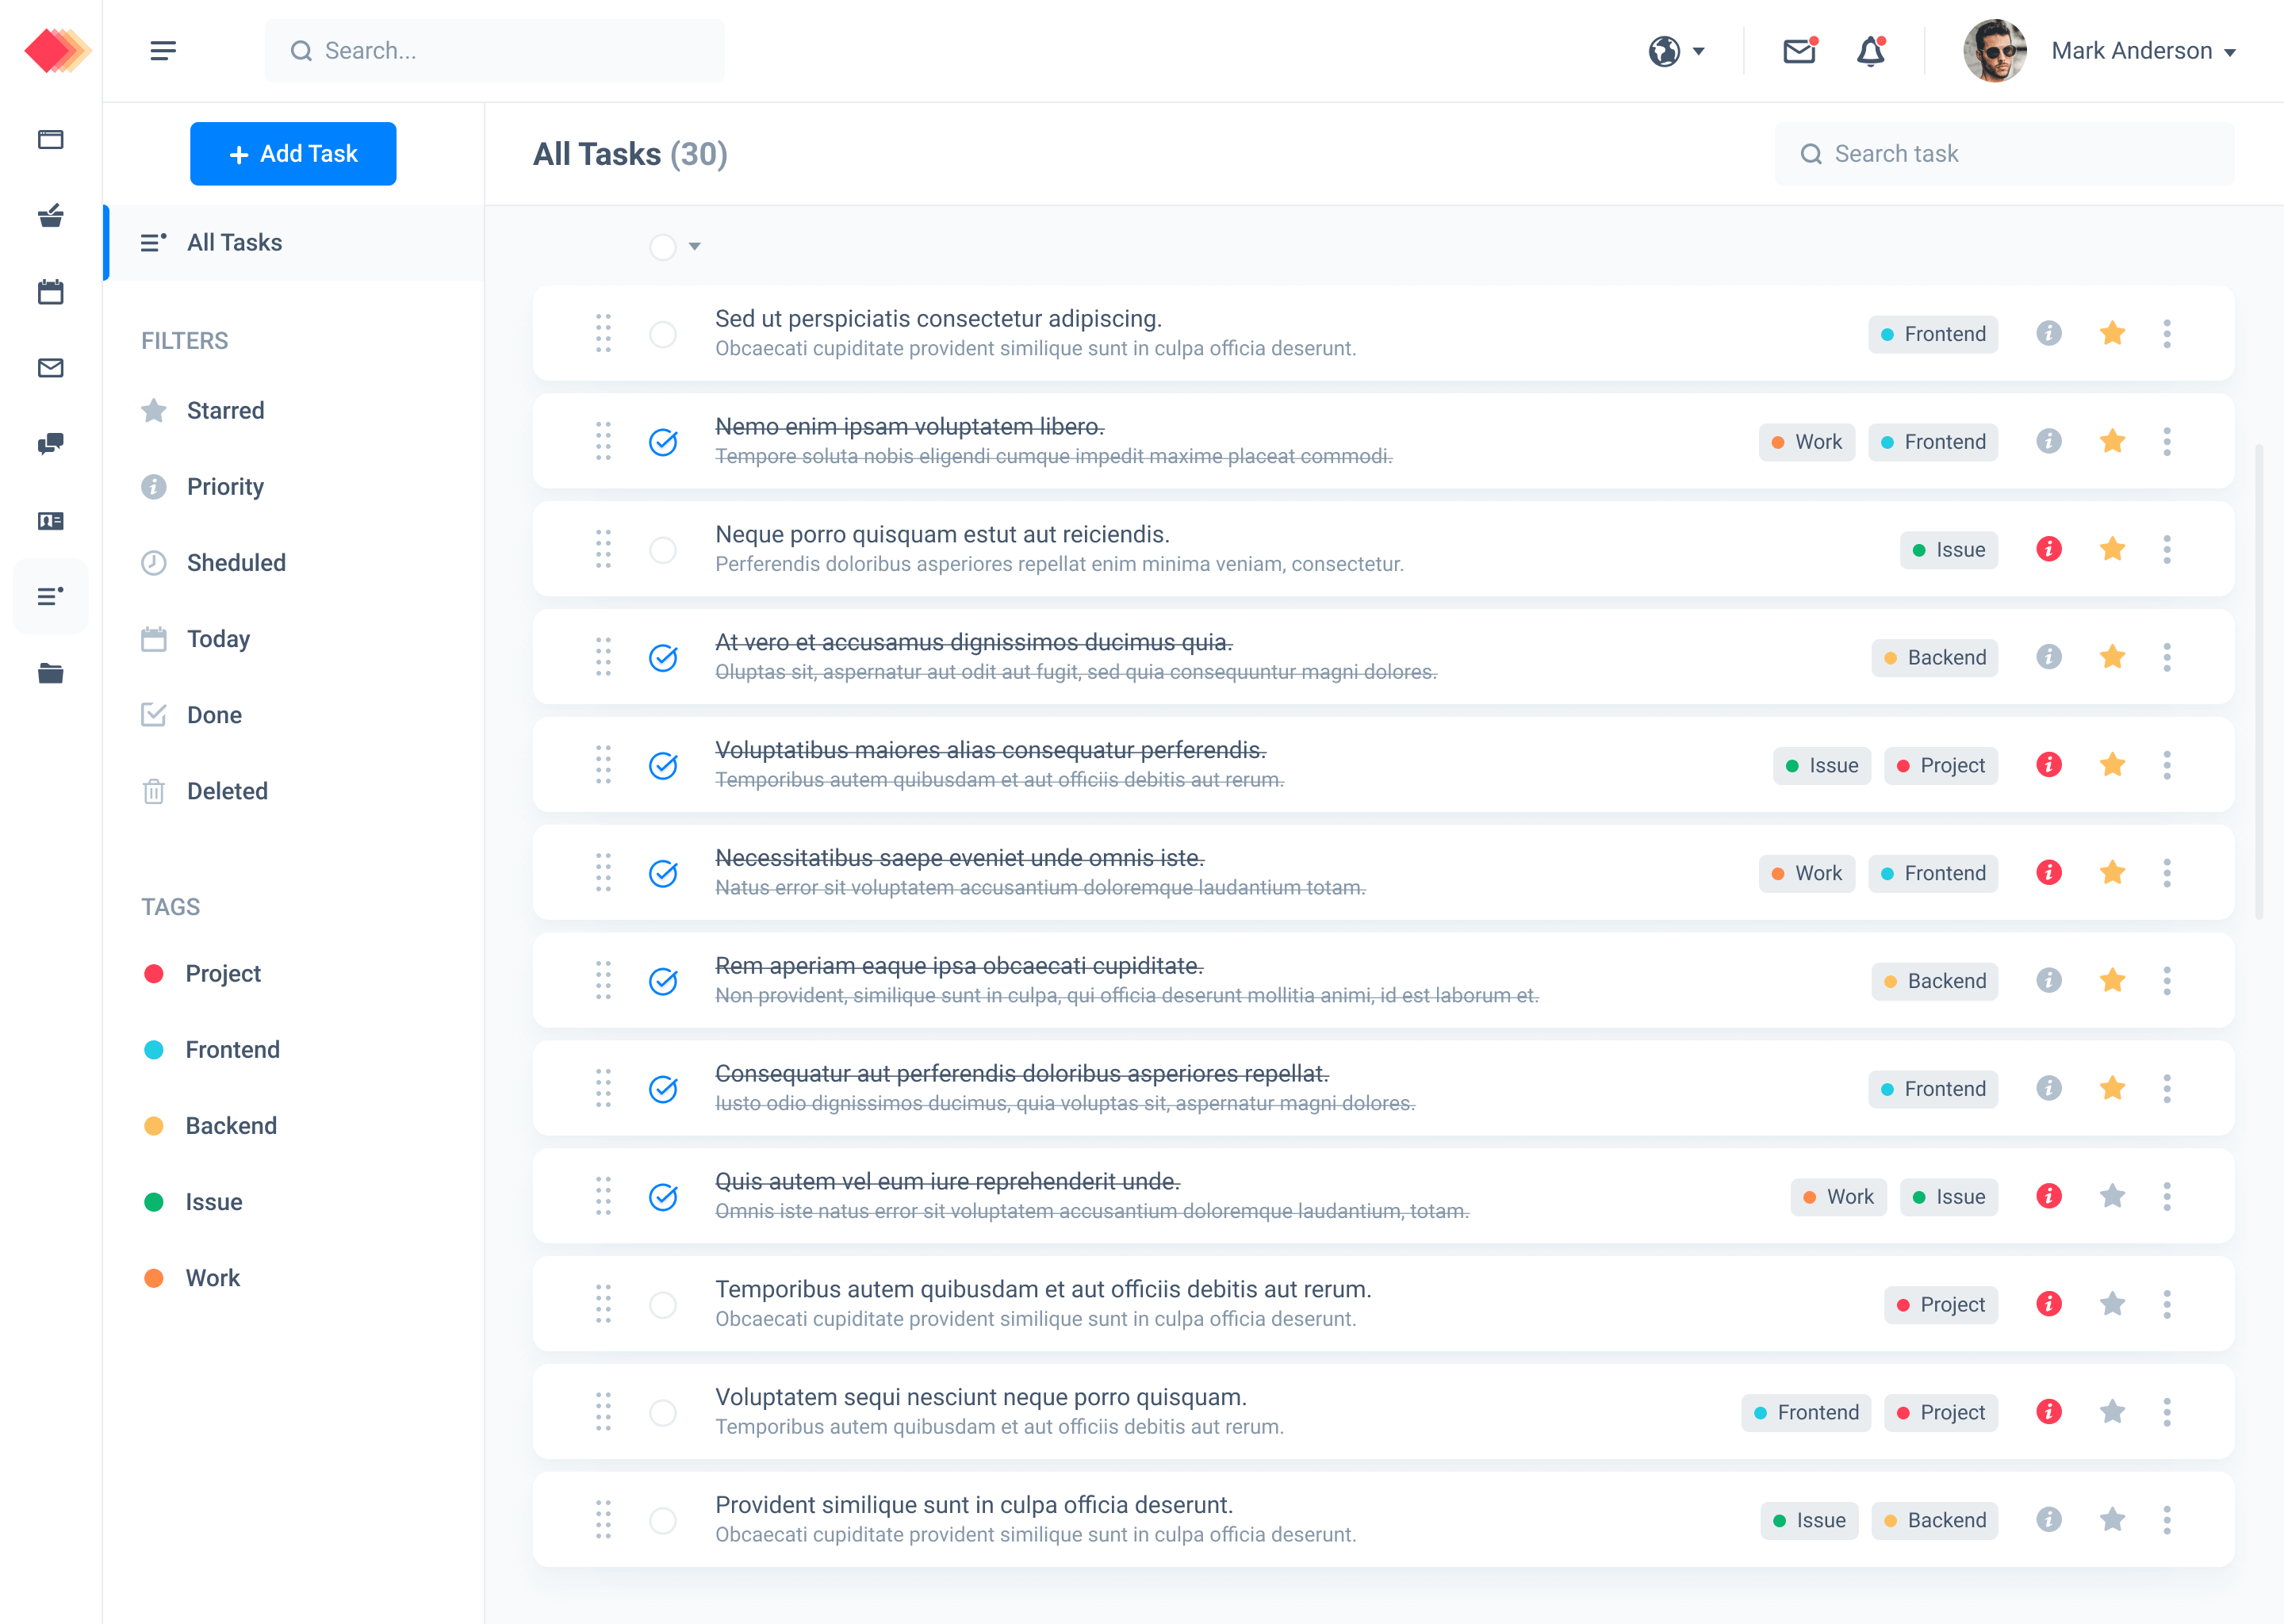 Search...
Mark Anderson
+ Add Task
All Tasks (30)
Search task
All Tasks
FILTERS
Starred
Priority
Sheduled
Today
Done
Deleted
TAGS
Project
Frontend
Backend
Issue
Work
Sed ut perspiciatis consectetur adipiscing.
Obcaecati cupiditate provident similique sunt in culpa officia deserunt.
Frontend
Nemo enim ipsam voluptatem libero.
Tempore soluta nobis eligendi cumque impedit maxime placeat commodi.
Work Frontend
Neque porro quisquam estut aut reiciendis.
Perferendis doloribus asperiores repellat enim minima veniam, consectetur.
Issue
At vero et accusamus dignissimos ducimus quia.
Oluptas sit, aspernatur aut odit aut fugit, sed quia consequuntur magni dolores.
Backend
Voluptatibus maiores alias consequatur perferendis.
Temporibus autem quibusdam et aut officiis debitis aut rerum.
Issue Project
Necessitatibus saepe eveniet unde omnis iste.
Natus error sit voluptatem accusantium doloremque laudantium totam.
Work Frontend
Rem aperiam eaque ipsa obcaecati cupiditate.
Non provident, similique sunt in culpa, qui officia deserunt mollitia animi, id est laborum et.
Backend
Consequatur aut perferendis doloribus asperiores repellat.
Iusto odio dignissimos ducimus, quia voluptas sit, aspernatur magni dolores.
Frontend
Quis autem vel eum iure reprehenderit unde.
Omnis iste natus error sit voluptatem accusantium doloremque laudantium, totam.
Work Issue
Temporibus autem quibusdam et aut officiis debitis aut rerum.
Obcaecati cupiditate provident similique sunt in culpa officia deserunt.
Project
Voluptatem sequi nesciunt neque porro quisquam.
Temporibus autem quibusdam et aut officiis debitis aut rerum.
Frontend Project
Provident similique sunt in culpa officia deserunt.
Obcaecati cupiditate provident similique sunt in culpa officia deserunt.
Issue Backend